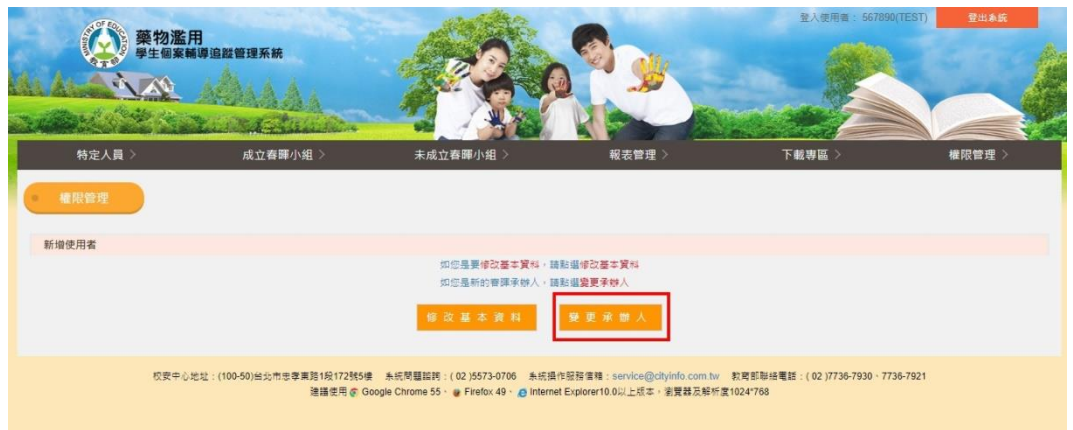 MINISTRY OF EDUCATION
教育部
藥物濫用
學生個案輔導追蹤管理系統
登入使用者： 567890(TEST)
登出系統
特定人員 >
成立春暉小組 >
未成立春暉小組 >
報表管理 >
下載專區 >
權限管理 >
權限管理
新增使用者
如您是要修改基本資料，請點選修改基本資料
如您是新的春暉承辦人，請點選變更承辦人
修改基本資料
變更承辦人
校安中心地址：(100-50)台北市忠孝東路1段172號5樓 系統問題諮詢：( 02 )5573-0706 系統操作服務信箱：service@cityinfo.com.tw 教育部聯絡電話：( 02 )7736-7930、7736-7921
建議使用 Google Chrome 55、 Firefox 49、 Internet Explorer10.0以上版本，瀏覽器及解析度1024*768